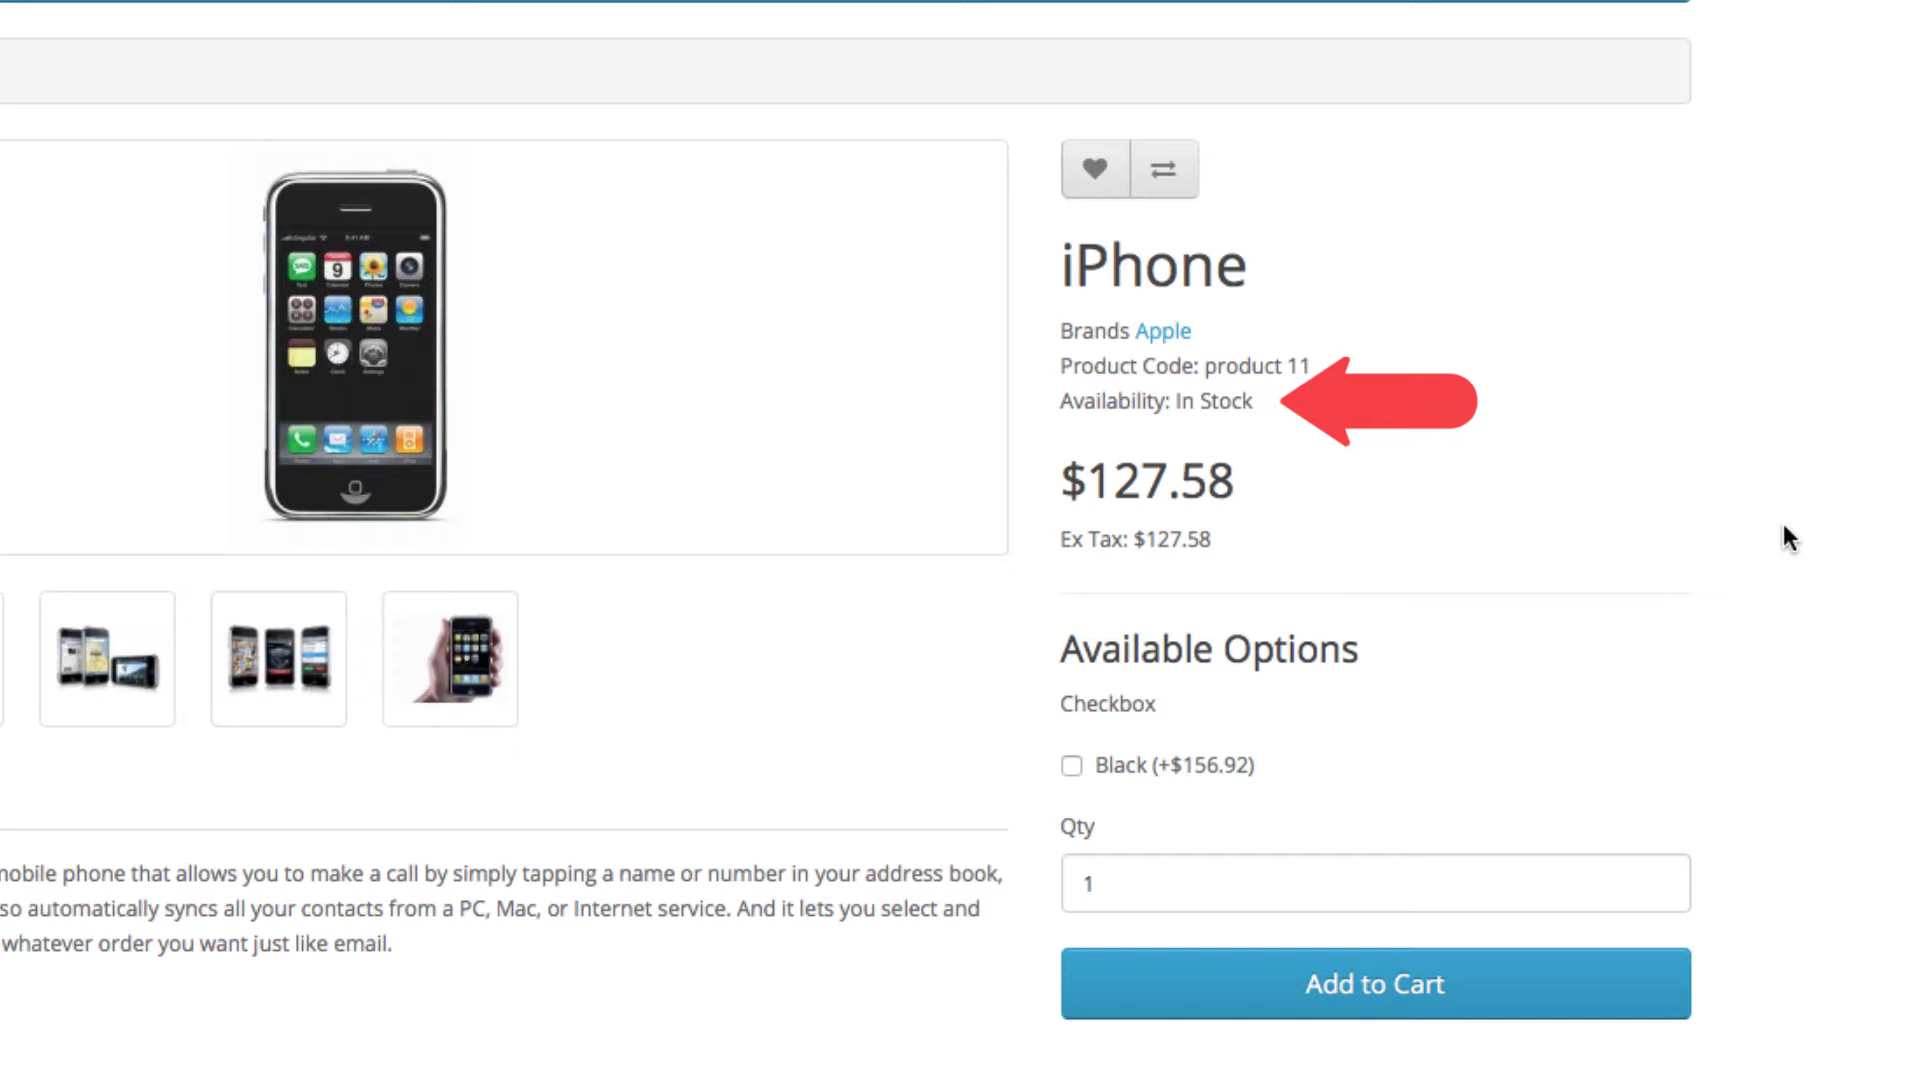 iPhone
Brands Apple
Product Code: product 11
Availability: In Stock
$127.58
Ex Tax: $127.58
Available Options
Checkbox
Black (+$156.92)
Qty
1
Add to Cart
mobile phone that allows you to make a call by simply tapping a name or number in your address book,
so automatically syncs all your contacts from a PC, Mac, or Internet service. And it lets you select and
whatever order you want just like email.
9